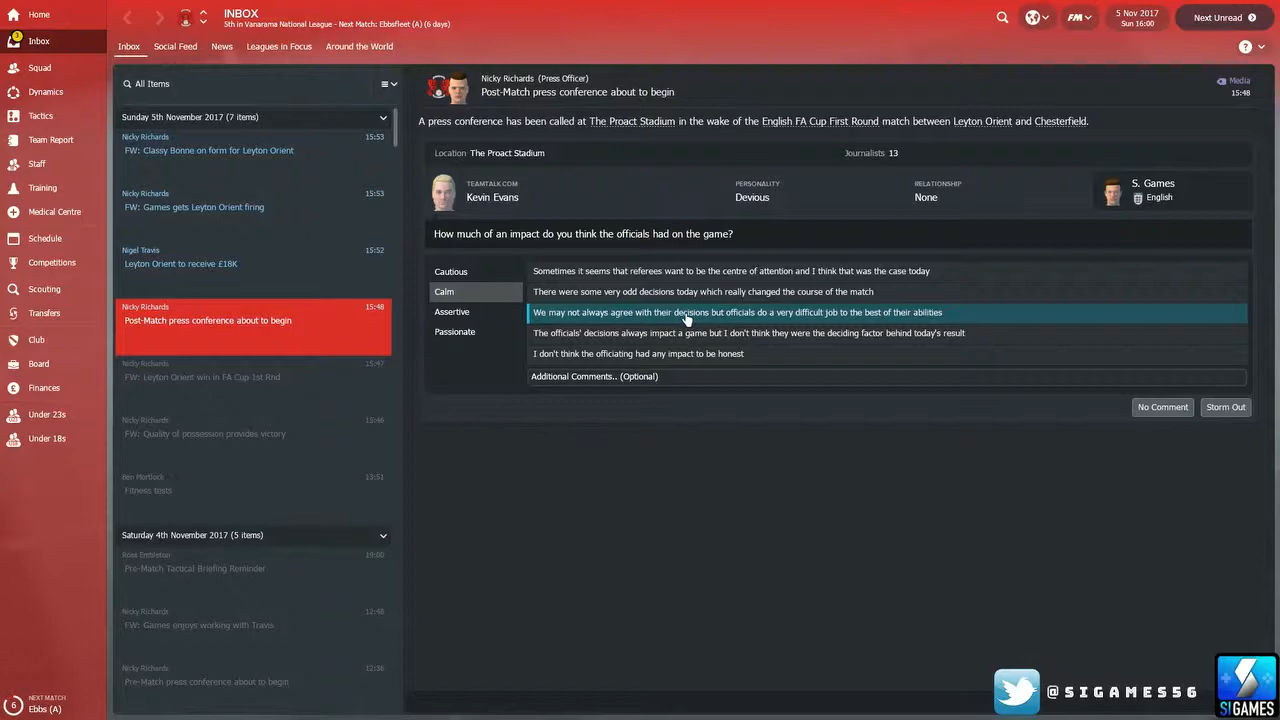 Home
INBOX
5th in Vanarama National League - Next Match: Ebbsfleet (A) (6 days)
FM
5 Nov 2017
Sun 16:00
Next Unread
3
Inbox
Inbox
Social Feed
News
Leagues in Focus
Around the World
?
Squad
Dynamics
Tactics
Team Report
Staff
Training
Medical Centre
Schedule
Competitions
Scouting
Transfers
Club
Board
Finances
Under 23s
Under 18s
6
NEXT MATCH
Ebbs (A)
All Items
Sunday 5th November 2017 (7 items)
Nicky Richards 15:53
FW: Classy Bonne on form for Leyton Orient
Nicky Richards 15:53
FW: Games gets Leyton Orient firing
Nigel Travis 15:52
Leyton Orient to receive £18K
Nicky Richards 15:48
Post-Match press conference about to begin
Nicky Richards 15:47
FW: Leyton Orient win in FA Cup 1st Rnd
Nicky Richards 15:46
FW: Quality of possession provides victory
Ben Mortlock 13:51
Fitness tests
Saturday 4th November 2017 (5 items)
Ross Embleton 19:00
Pre-Match Tactical Briefing Reminder
Nicky Richards 12:48
FW: Games enjoys working with Travis
Nicky Richards 12:36
Pre-Match press conference about to begin
Nicky Richards (Press Officer)
Post-Match press conference about to begin
Media
15:48
A press conference has been called at The Proact Stadium in the wake of the English FA Cup First Round match between Leyton Orient and Chesterfield.
Location The Proact Stadium
Journalists 13
TEAMTALK.COM
Kevin Evans
PERSONALITY
Devious
RELATIONSHIP
None
S. Games
English
How much of an impact do you think the officials had on the game?
Cautious
Calm
Assertive
Passionate
Sometimes it seems that referees want to be the centre of attention and I think that was the case today
There were some very odd decisions today which really changed the course of the match
We may not always agree with their decisions but officials do a very difficult job to the best of their abilities
The officials' decisions always impact a game but I don't think they were the deciding factor behind today's result
I don't think the officiating had any impact to be honest
Additional Comments.. (Optional)
No Comment
Storm Out
@SIGAMES56
SIGAMES